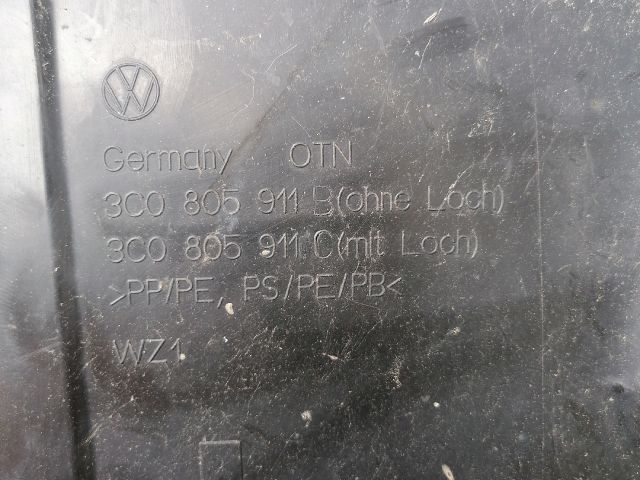 Germany OTN
3C0 805 911 B(ohne Loch)
3C0 805 911 C(mit Loch)
>PP/PE, PS/PE/PB<
WZ1